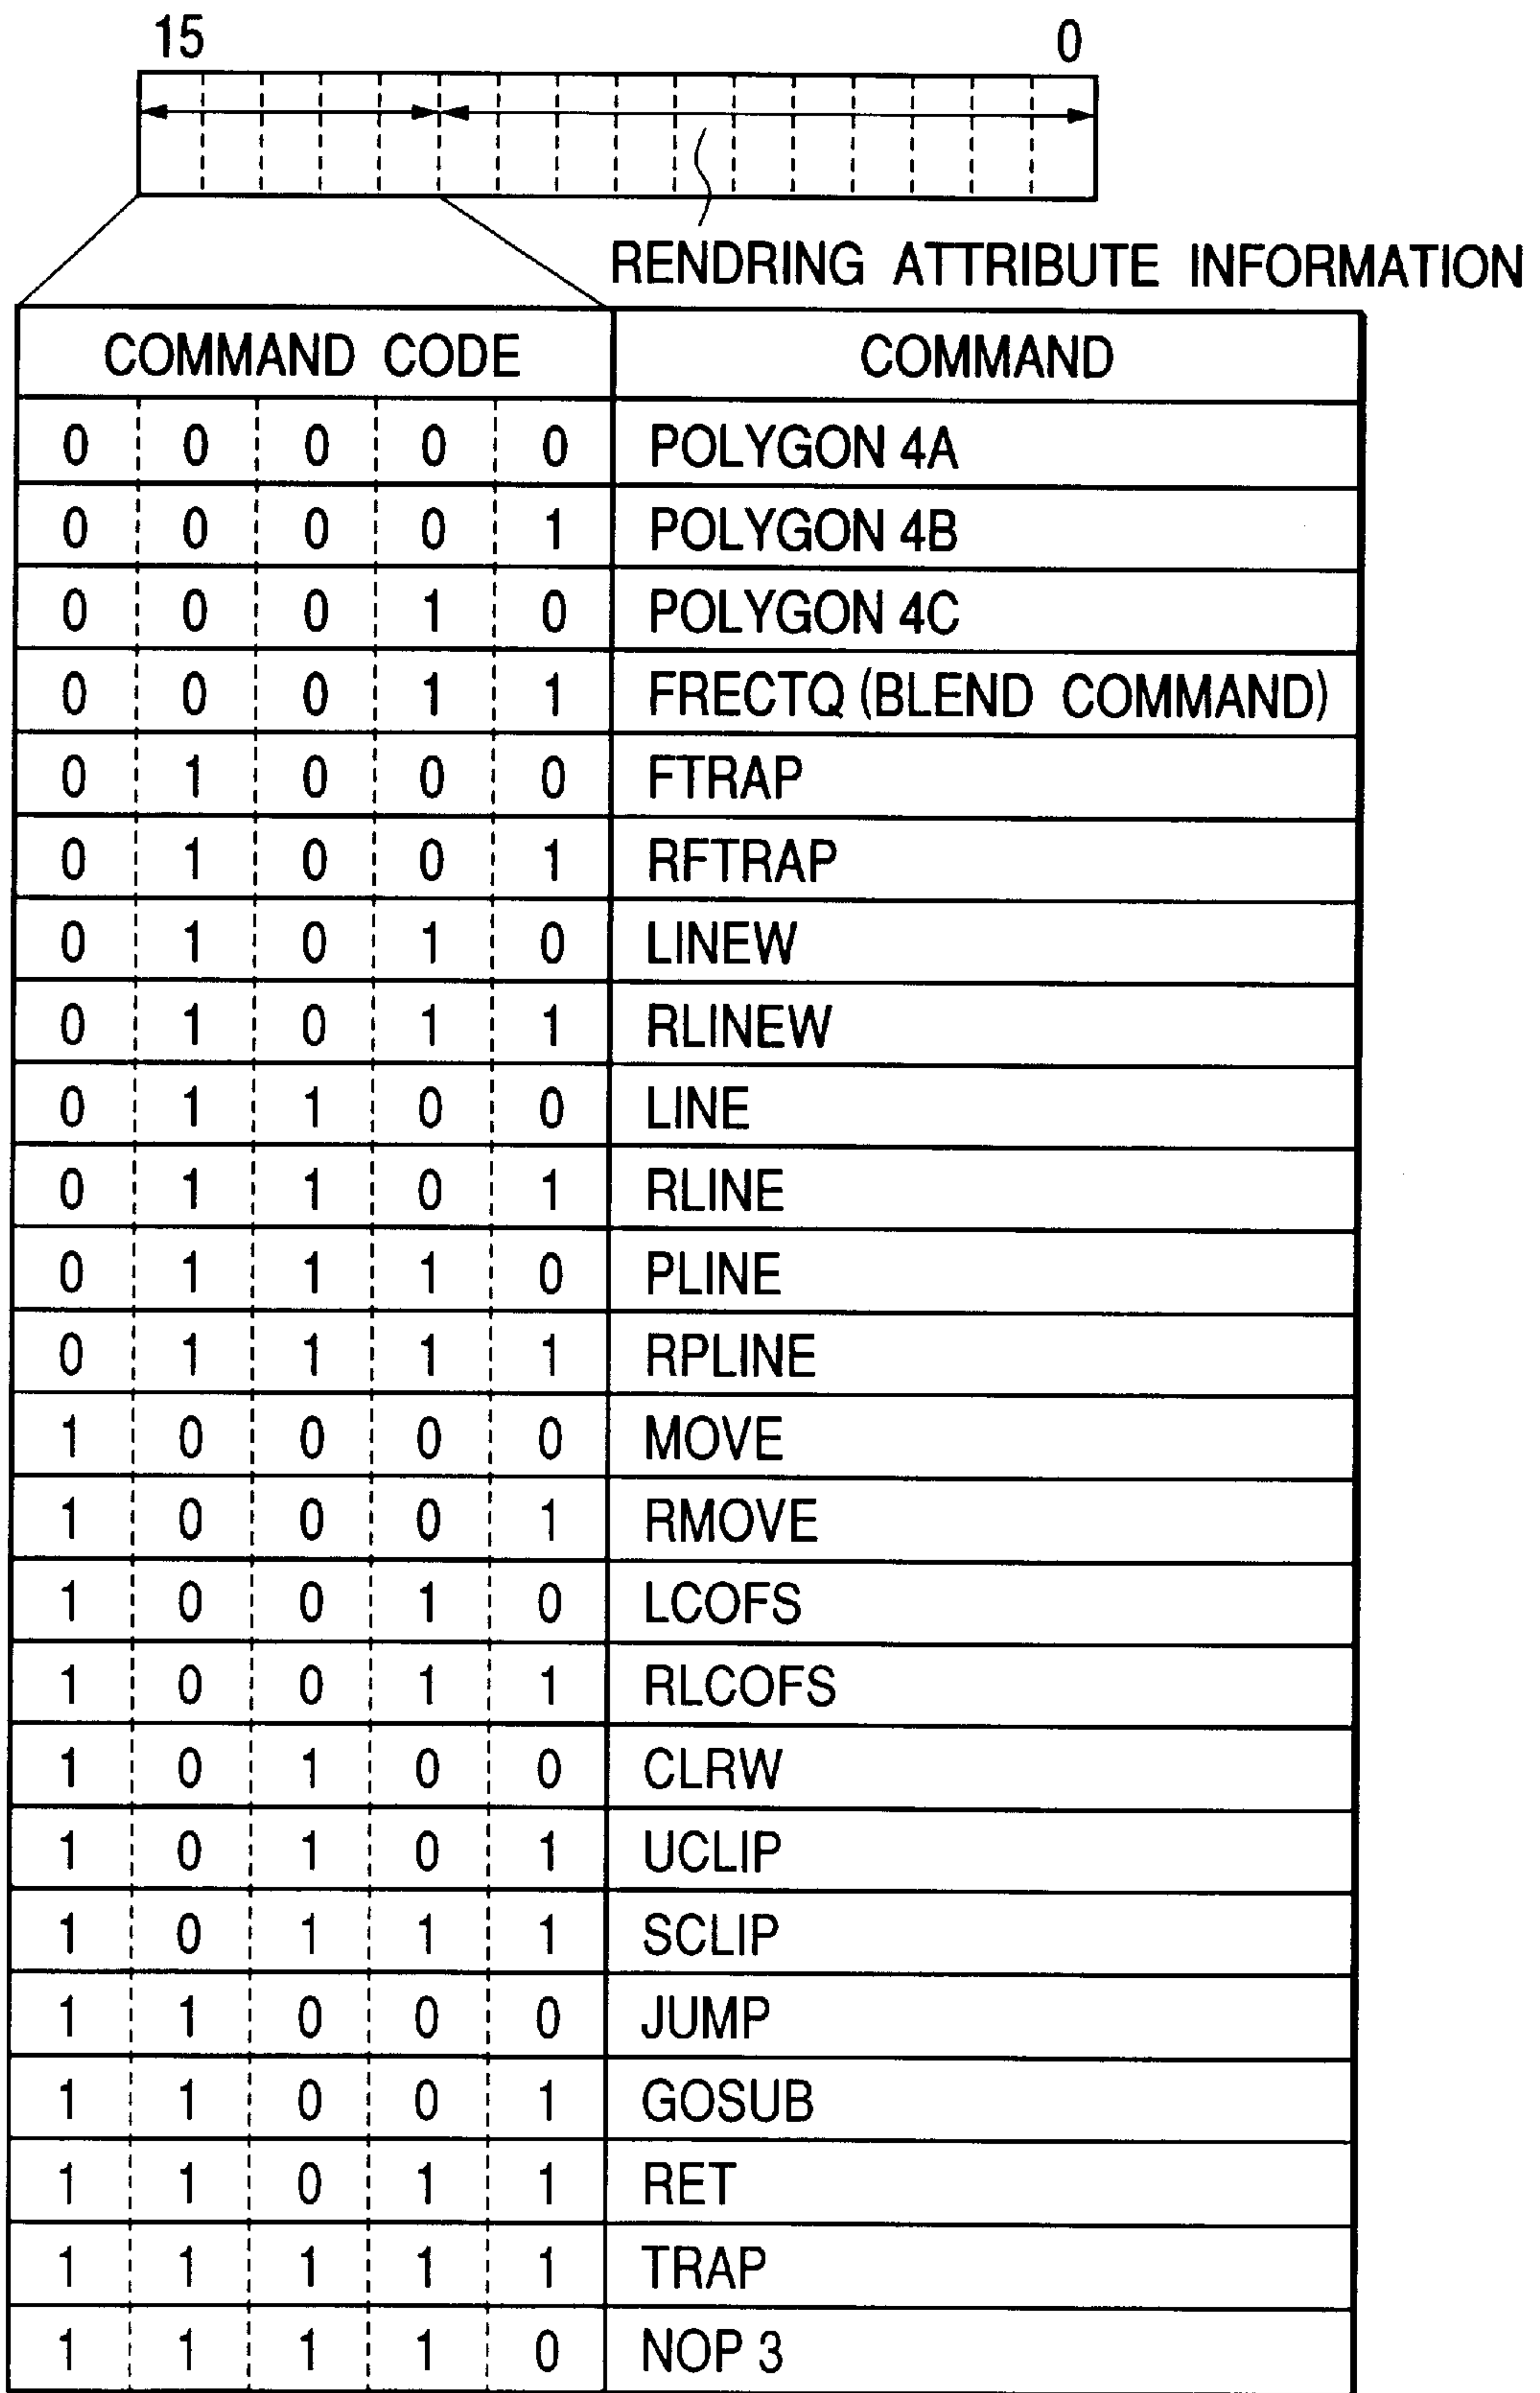 15 0
RENDRING ATTRIBUTE INFORMATION
COMMAND CODE COMMAND
0 0 0 0 0 POLYGON 4A
0 0 0 0 1 POLYGON 4B
0 0 0 1 0 POLYGON 4C
0 0 0 1 1 FRECTQ (BLEND COMMAND)
0 1 0 0 0 FTRAP
0 1 0 0 1 RFTRAP
0 1 0 1 0 LINEW
0 1 0 1 1 RLINEW
0 1 1 0 0 LINE
0 1 1 0 1 RLINE
0 1 1 1 0 PLINE
0 1 1 1 1 RPLINE
1 0 0 0 0 MOVE
1 0 0 0 1 RMOVE
1 0 0 1 0 LCOFS
1 0 0 1 1 RLCOFS
1 0 1 0 0 CLRW
1 0 1 0 1 UCLIP
1 0 1 1 1 SCLIP
1 1 0 0 0 JUMP
1 1 0 0 1 GOSUB
1 1 0 1 1 RET
1 1 1 1 1 TRAP
1 1 1 1 0 NOP 3